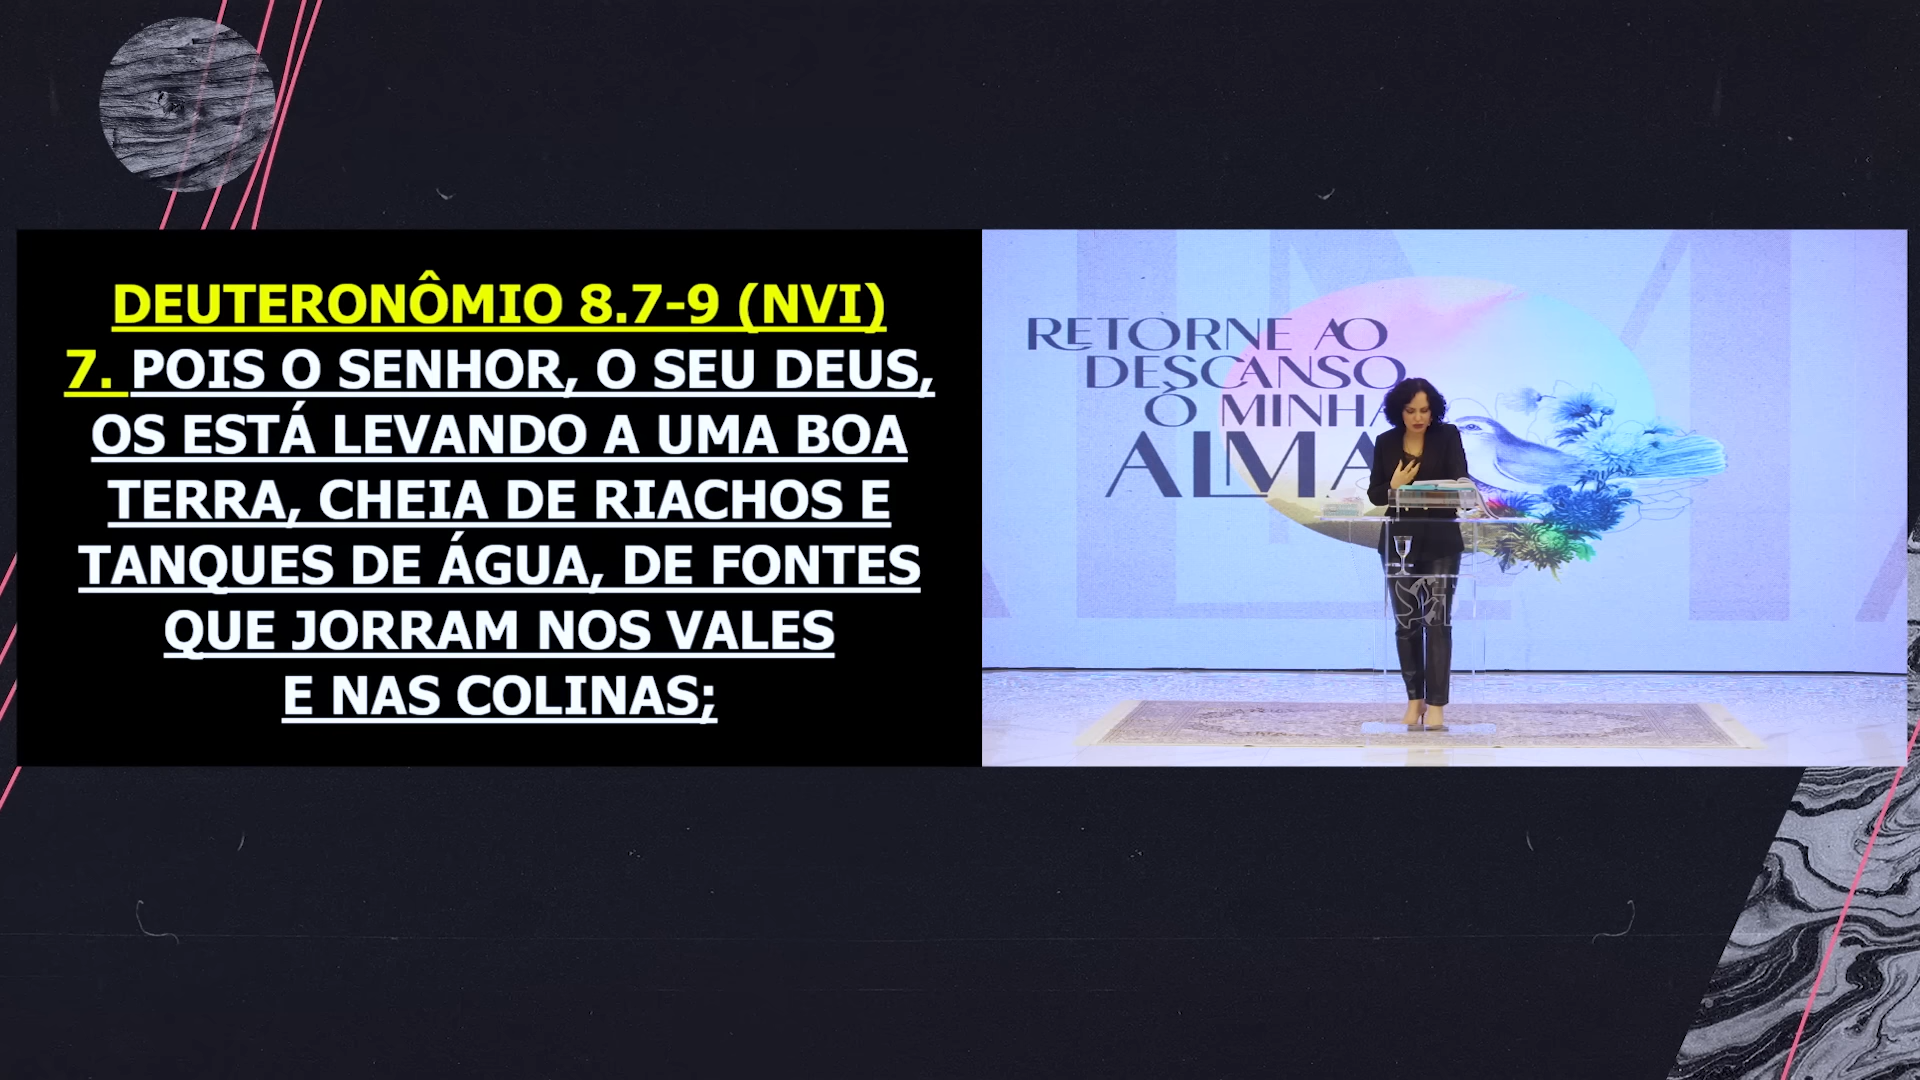 DEUTERONÔMIO 8.7-9 (NVI)
7. POIS O SENHOR, O SEU DEUS,
OS ESTÁ LEVANDO A UMA BOA
TERRA, CHEIA DE RIACHOS E
TANQUES DE ÁGUA, DE FONTES
QUE JORRAM NOS VALES
E NAS COLINAS;
RETORNE AO
DESCANSO
Ó MINHA
ALMA